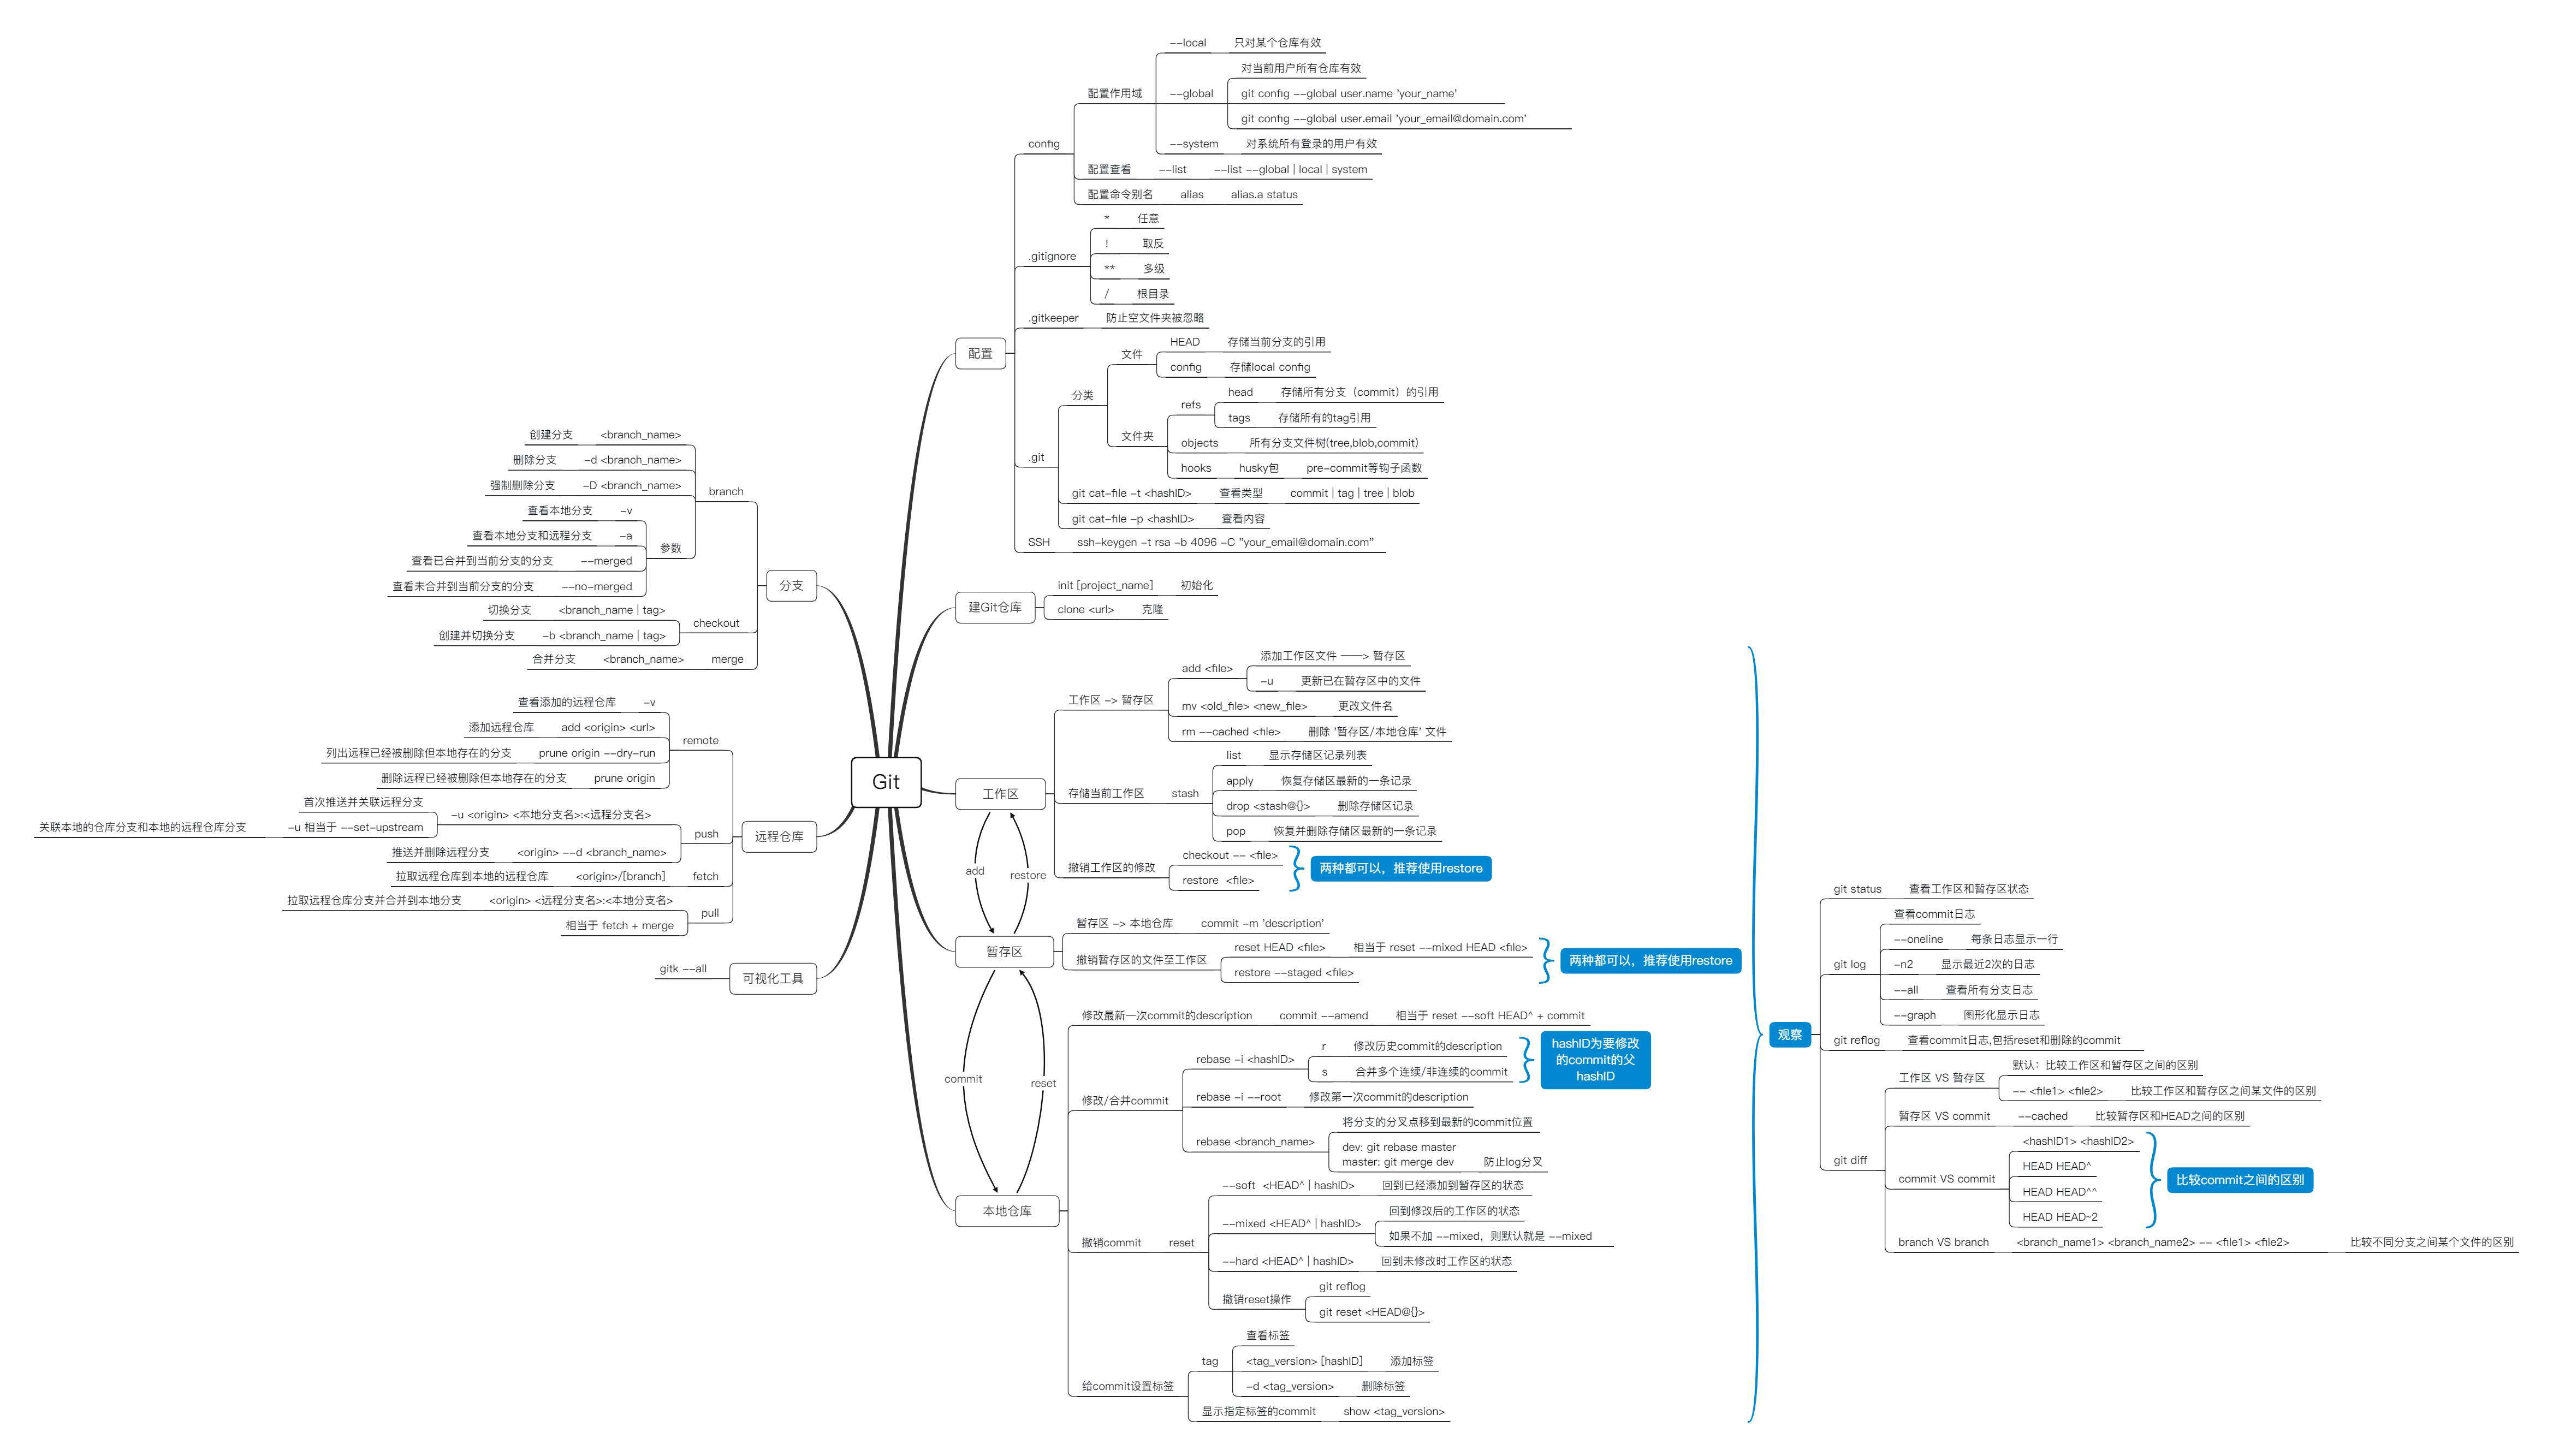 Git
配置
config
配置作用域
--local
只对某个仓库有效
--global
对当前用户所有仓库有效
git config --global user.name 'your_name'
git config --global user.email 'your_email@domain.com'
--system
对系统所有登录的用户有效
配置查看
--list
--list --global | local | system
配置命令别名
alias
alias.a status
.gitignore
*
任意
!
取反
**
多级
/
根目录
.gitkeeper
防止空文件夹被忽略
.git
分类
文件
HEAD
存储当前分支的引用
config
存储local config
文件夹
refs
head
存储所有分支（commit）的引用
tags
存储所有的tag引用
objects
所有分支文件树(tree,blob,commit)
hooks
husky包
pre-commit等钩子函数
git cat-file -t <hashID>
查看类型
commit | tag | tree | blob
git cat-file -p <hashID>
查看内容
SSH
ssh-keygen -t rsa -b 4096 -C "your_email@domain.com"
建Git仓库
init [project_name]
初始化
clone <url>
克隆
工作区
工作区 -> 暂存区
add <file>
添加工作区文件 ——> 暂存区
-u
更新已在暂存区中的文件
mv <old_file> <new_file>
更改文件名
rm --cached <file>
删除 '暂存区/本地仓库' 文件
存储当前工作区
stash
list
显示存储区记录列表
apply
恢复存储区最新的一条记录
drop <stash@{}>
删除存储区记录
pop
恢复并删除存储区最新的一条记录
撤销工作区的修改
checkout -- <file>
restore <file>
两种都可以，推荐使用restore
add
restore
暂存区
暂存区 -> 本地仓库
commit -m 'description'
撤销暂存区的文件至工作区
reset HEAD <file>
相当于 reset --mixed HEAD <file>
restore --staged <file>
两种都可以，推荐使用restore
commit
reset
本地仓库
修改最新一次commit的description
commit --amend
相当于 reset --soft HEAD^ + commit
修改/合并commit
rebase -i <hashID>
r
修改历史commit的description
s
合并多个连续/非连续的commit
hashID为要修改
的commit的父
hashID
rebase -i --root
修改第一次commit的description
rebase <branch_name>
将分支的分叉点移到最新的commit位置
dev: git rebase master
master: git merge dev
防止log分叉
撤销commit
reset
--soft <HEAD^ | hashID>
回到已经添加到暂存区的状态
--mixed <HEAD^ | hashID>
回到修改后的工作区的状态
如果不加 --mixed，则默认就是 --mixed
--hard <HEAD^ | hashID>
回到未修改时工作区的状态
撤销reset操作
git reflog
git reset <HEAD@{}>
给commit设置标签
tag
查看标签
<tag_version> [hashID]
添加标签
-d <tag_version>
删除标签
显示指定标签的commit
show <tag_version>
观察
git status
查看工作区和暂存区状态
git log
查看commit日志
--oneline
每条日志显示一行
-n2
显示最近2次的日志
--all
查看所有分支日志
--graph
图形化显示日志
git reflog
查看commit日志,包括reset和删除的commit
git diff
工作区 VS 暂存区
默认：比较工作区和暂存区之间的区别
-- <file1> <file2>
比较工作区和暂存区之间某文件的区别
暂存区 VS commit
--cached
比较暂存区和HEAD之间的区别
commit VS commit
<hashID1> <hashID2>
HEAD HEAD^
HEAD HEAD^^
HEAD HEAD~2
比较commit之间的区别
branch VS branch
<branch_name1> <branch_name2> -- <file1> <file2>
比较不同分支之间某个文件的区别
分支
branch
创建分支
<branch_name>
删除分支
-d <branch_name>
强制删除分支
-D <branch_name>
参数
查看本地分支
-v
查看本地分支和远程分支
-a
查看已合并到当前分支的分支
--merged
查看未合并到当前分支的分支
--no-merged
checkout
切换分支
<branch_name | tag>
创建并切换分支
-b <branch_name | tag>
merge
合并分支
<branch_name>
远程仓库
remote
查看添加的远程仓库
-v
添加远程仓库
add <origin> <url>
列出远程已经被删除但本地存在的分支
prune origin --dry-run
删除远程已经被删除但本地存在的分支
prune origin
push
首次推送并关联远程分支
-u <origin> <本地分支名>:<远程分支名>
关联本地的仓库分支和本地的远程仓库分支
-u 相当于 --set-upstream
推送并删除远程分支
<origin> --d <branch_name>
fetch
拉取远程仓库到本地的远程仓库
<origin>/[branch]
pull
拉取远程仓库分支并合并到本地分支
<origin> <远程分支名>:<本地分支名>
相当于 fetch + merge
可视化工具
gitk --all